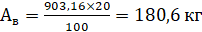 Aв = 903,16×20 / 100 = 180,6 кг